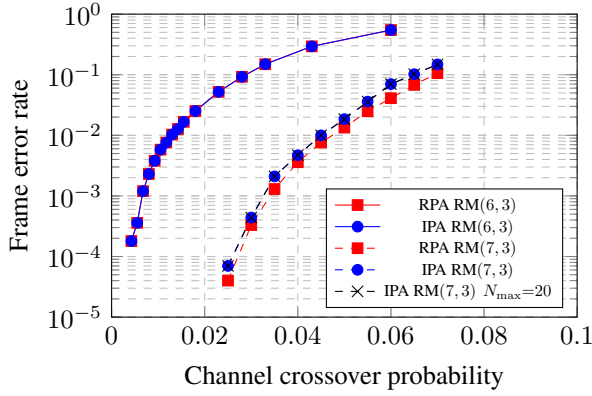 10^0
10^−1
10^−2
10^−3
10^−4
10^−5
Frame error rate
RPA RM(6, 3)
IPA RM(6, 3)
RPA RM(7, 3)
IPA RM(7, 3)
IPA RM(7, 3) N_max=20
0 0.02 0.04 0.06 0.08 0.1
Channel crossover probability